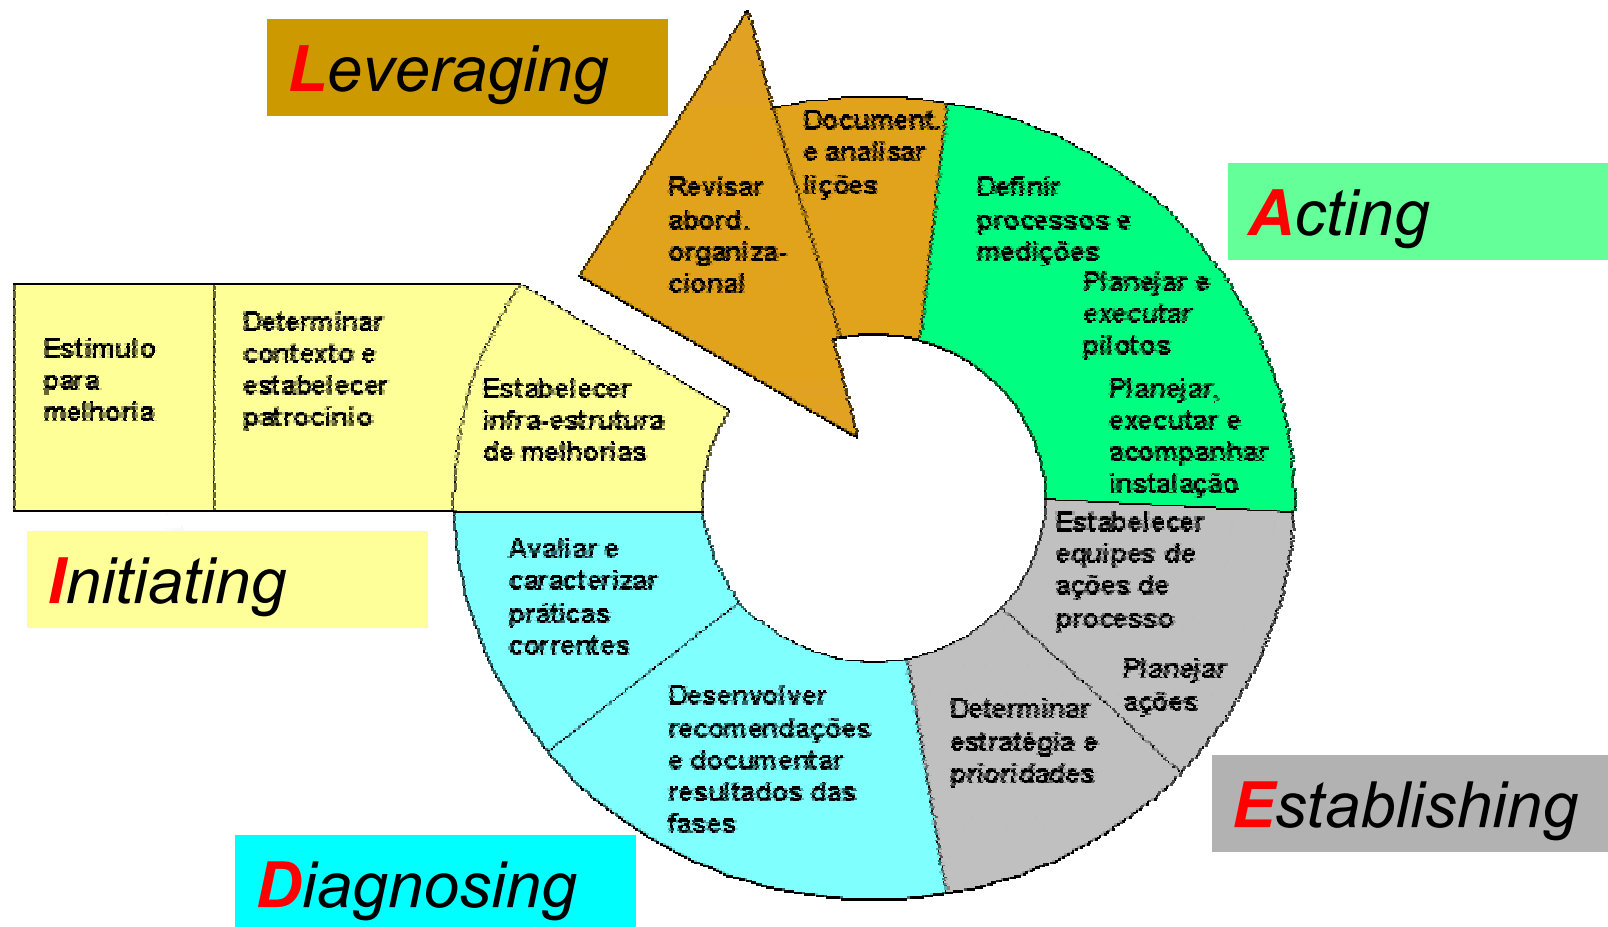 Leveraging
Document.
e analisar
lições
Revisar
abord.
organiza-
cional
Definir
processos e
medições
Acting
Planejar e
executar
pilotos
Planejar,
executar e
acompanhar
instalação
Estímulo
para
melhoria
Determinar
contexto e
estabelecer
patrocínio
Estabelecer
infra-estrutura
de melhorias
Initiating
Avaliar e
caracterizar
práticas
correntes
Estabelecer
equipes de
ações de
processo
Planejar
ações
Desenvolver
recomendações
e documentar
resultados das
fases
Determinar
estratégia e
prioridades
Establishing
Diagnosing